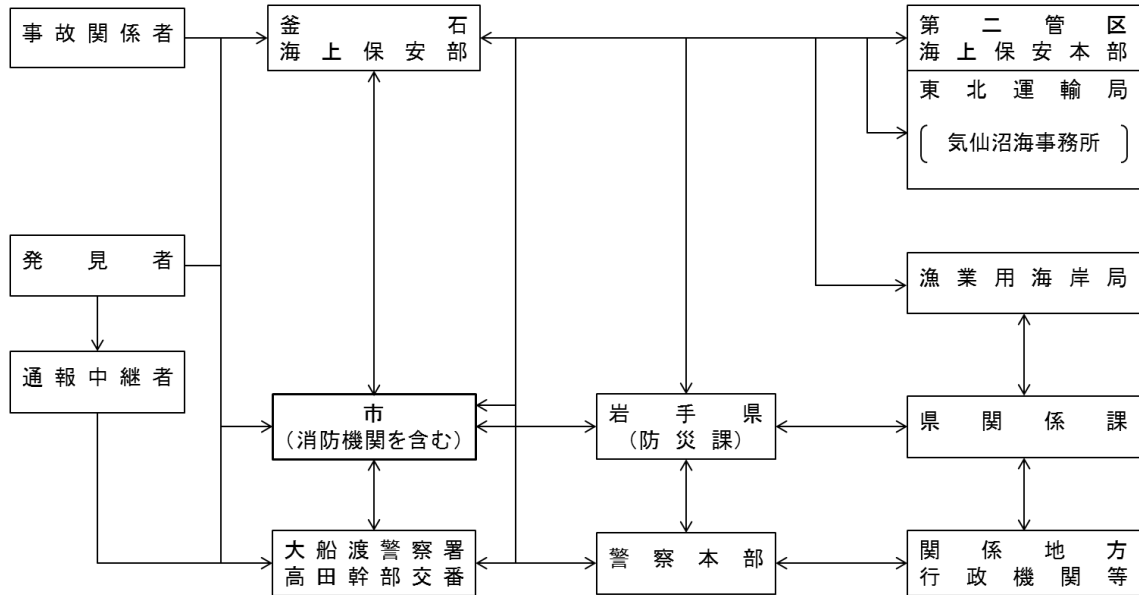 事故関係者
釜石
海上保安部
第二管区
海上保安本部
東北運輸局
〔気仙沼海事務所〕
発見者
漁業用海岸局
通報中継者
市
（消防機関を含む）
岩手県
（防災課）
県関係課
大船渡警察署
高田幹部交番
警察本部
関係地方
行政機関等